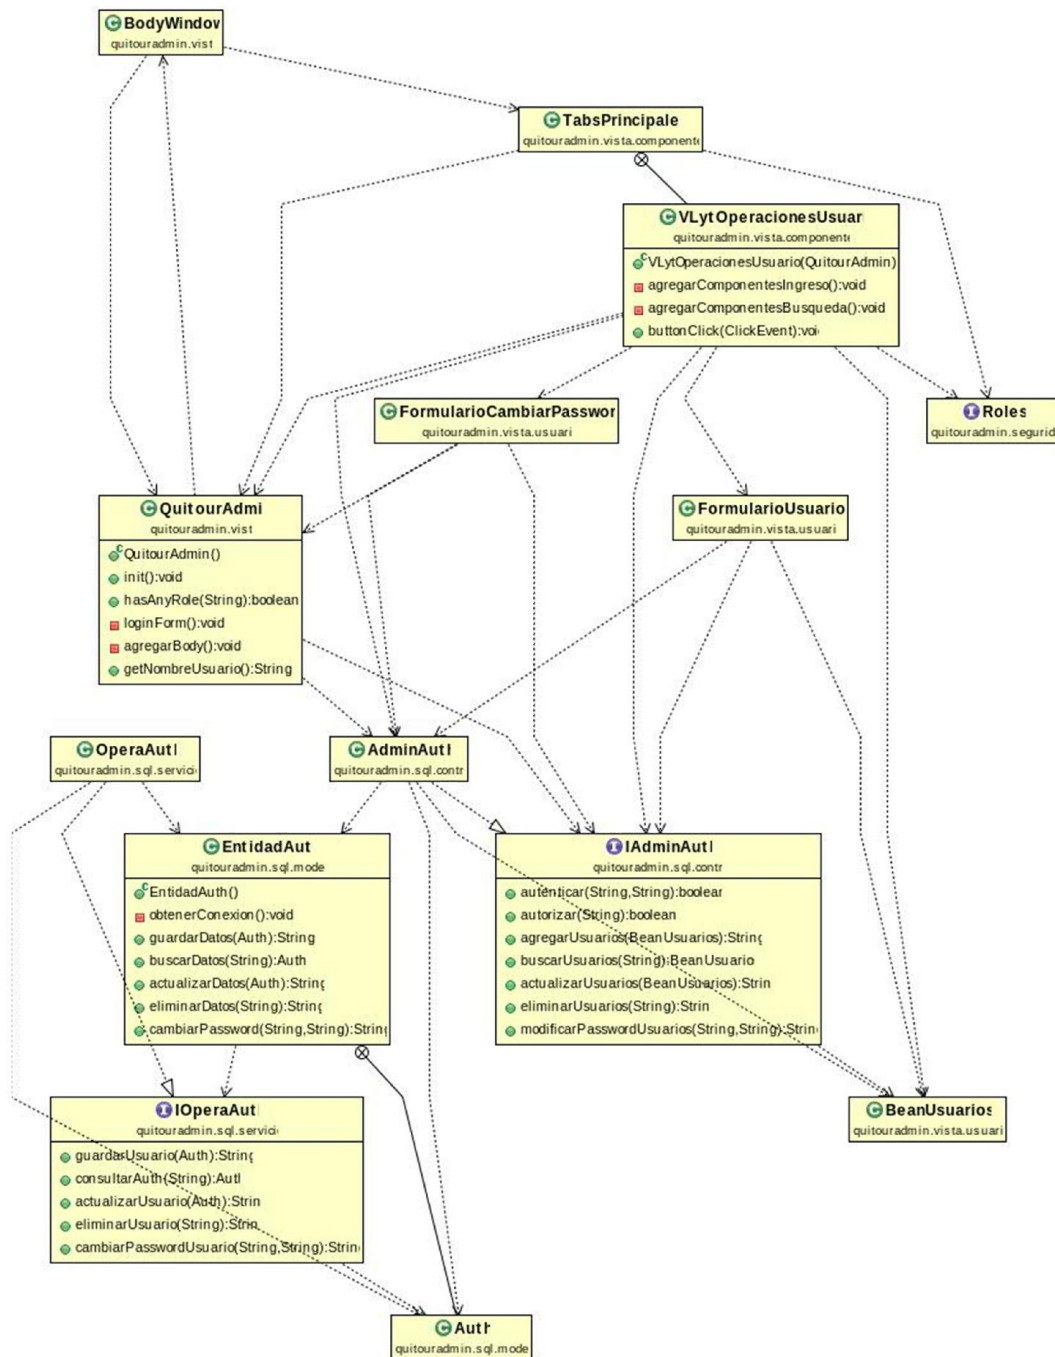 BodyWindow
quitouradmin.vist
TabsPrincipale
quitouradmin.vista.componente
VLytOperacionesUsuar
quitouradmin.vista.componente
VLytOperacionesUsuario(QuitourAdmin)
agregarComponentesIngreso():void
agregarComponentesBusqueda():void
buttonClick(ClickEvent):voi
FormularioCambiarPasswor
quitouradmin.vista.usuari
Roles
quitouradmin.segurid
QuitourAdmi
quitouradmin.vist
QuitourAdmin()
init():void
hasAnyRole(String):boolean
loginForm():void
agregarBody():void
getNombreUsuario():String
FormularioUsuario
quitouradmin.vista.usuari
OperaAutl
quitouradmin.sql.servici
AdminAutl
quitouradmin.sql.contr
EntidadAut
quitouradmin.sql.mode
EntidadAuth()
obtenerConexion():void
guardarDatos(Auth):String
buscarDatos(String):Auth
actualizarDatos(Auth):String
eliminarDatos(String):String
cambiarPassword(String,String):String
IAdminAutl
quitouradmin.sql.contr
autenticar(String,String):boolear
autorizar(String):boolean
agregarUsuarios(BeanUsuarios):String
buscarUsuarios(String):BeanUsuario
actualizarUsuarios(BeanUsuarios):Strin
eliminarUsuarios(String):Strin
modificarPasswordUsuarios(String,String):Strin
IOperaAutl
quitouradmin.sql.servici
guardarUsuario(Auth):String
consultarAuth(String):Autl
actualizarUsuario(Auth):Strin
eliminarUsuario(String):Strin
cambiarPasswordUsuario(String,String):Strin
BeanUsuarios
quitouradmin.vista.usuari
Auth
quitouradmin.sql.mode